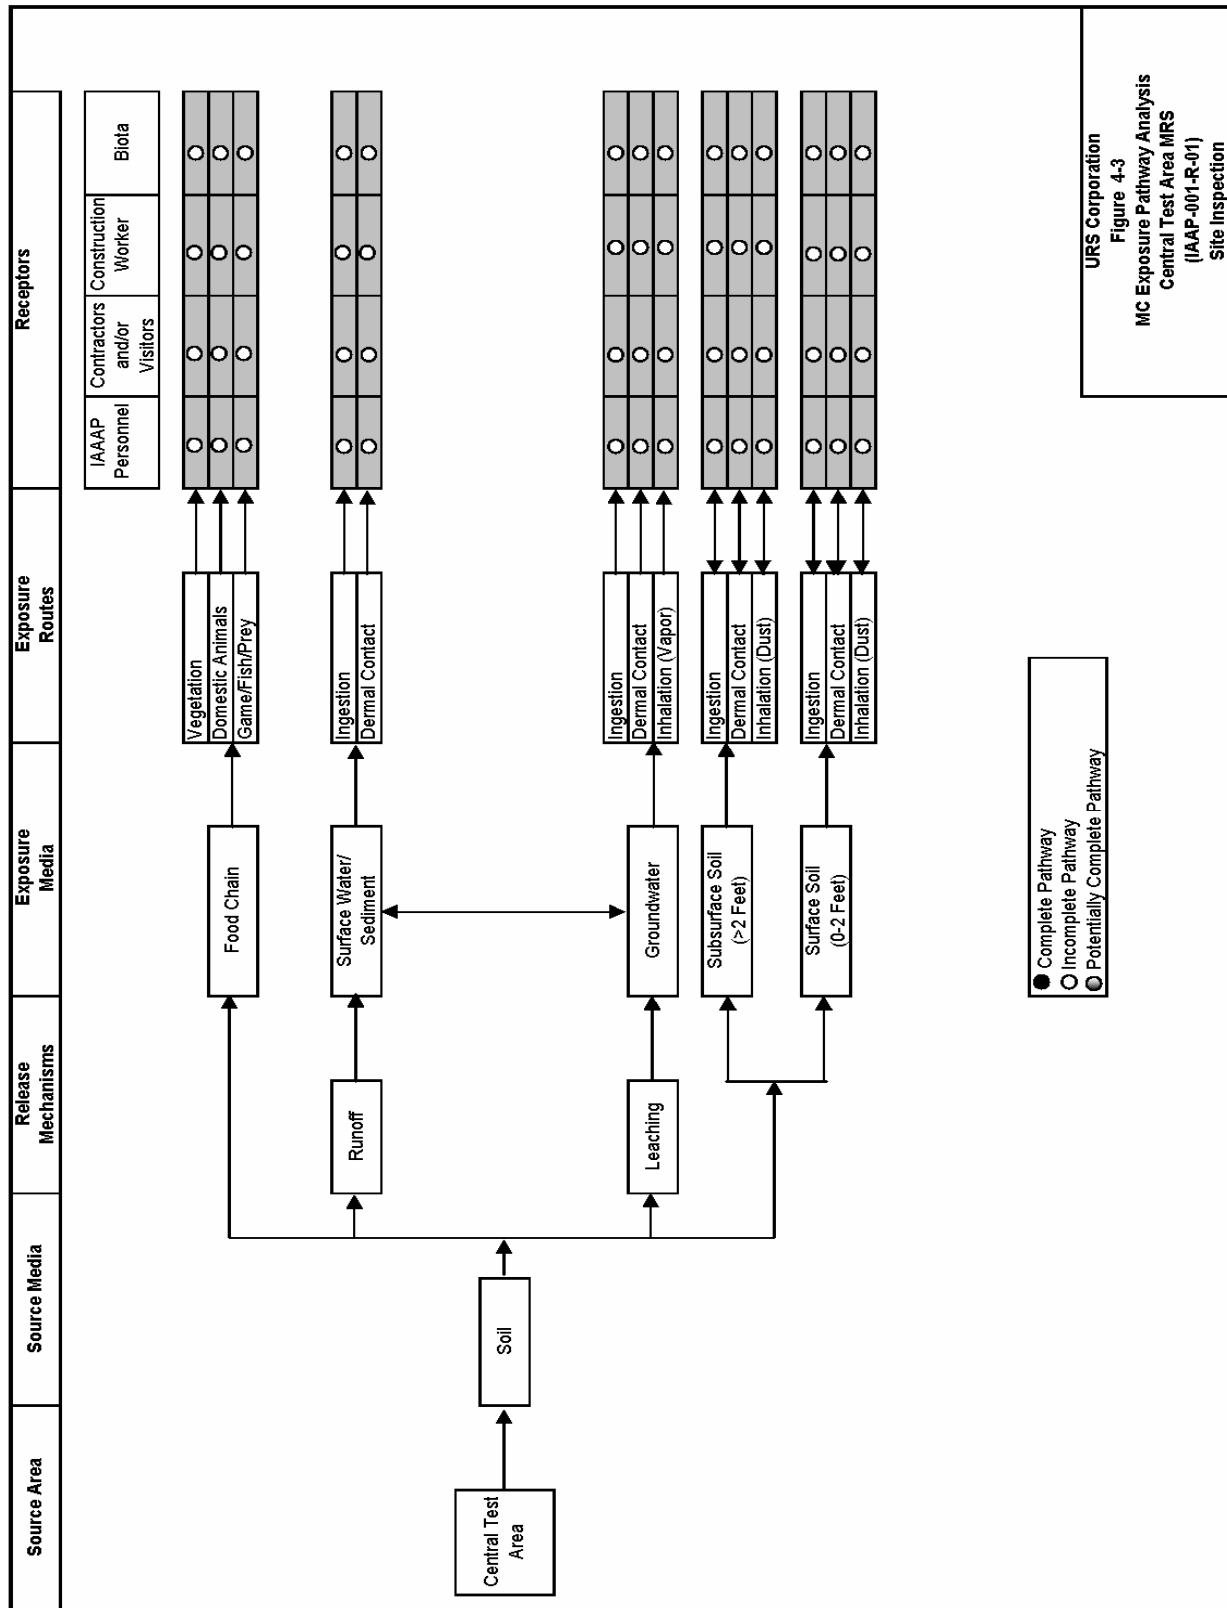 Source Area
Source Media
Release
Mechanisms
Exposure
Media
Exposure
Routes
Receptors
IAAAP
Personnel
Contractors
and/or
Visitors
Construction
Worker
Biota
Central Test
Area
Soil
Runoff
Leaching
Food Chain
Surface Water/
Sediment
Groundwater
Subsurface Soil
(>2 Feet)
Surface Soil
(0-2 Feet)
Vegetation
Domestic Animals
Game/Fish/Prey
Ingestion
Dermal Contact
Ingestion
Dermal Contact
Inhalation (Vapor)
Ingestion
Dermal Contact
Inhalation (Dust)
Ingestion
Dermal Contact
Inhalation (Dust)
Complete Pathway
Incomplete Pathway
Potentially Complete Pathway
URS Corporation
Figure 4-3
MC Exposure Pathway Analysis
Central Test Area MRS
(IAAP-001-R-01)
Site Inspection